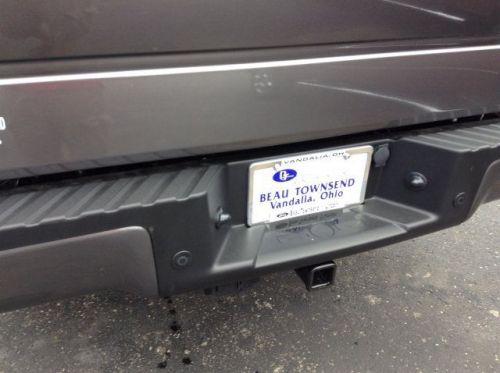 VANDALIA, OH
BEAU TOWNSEND
Vandalia, Ohio